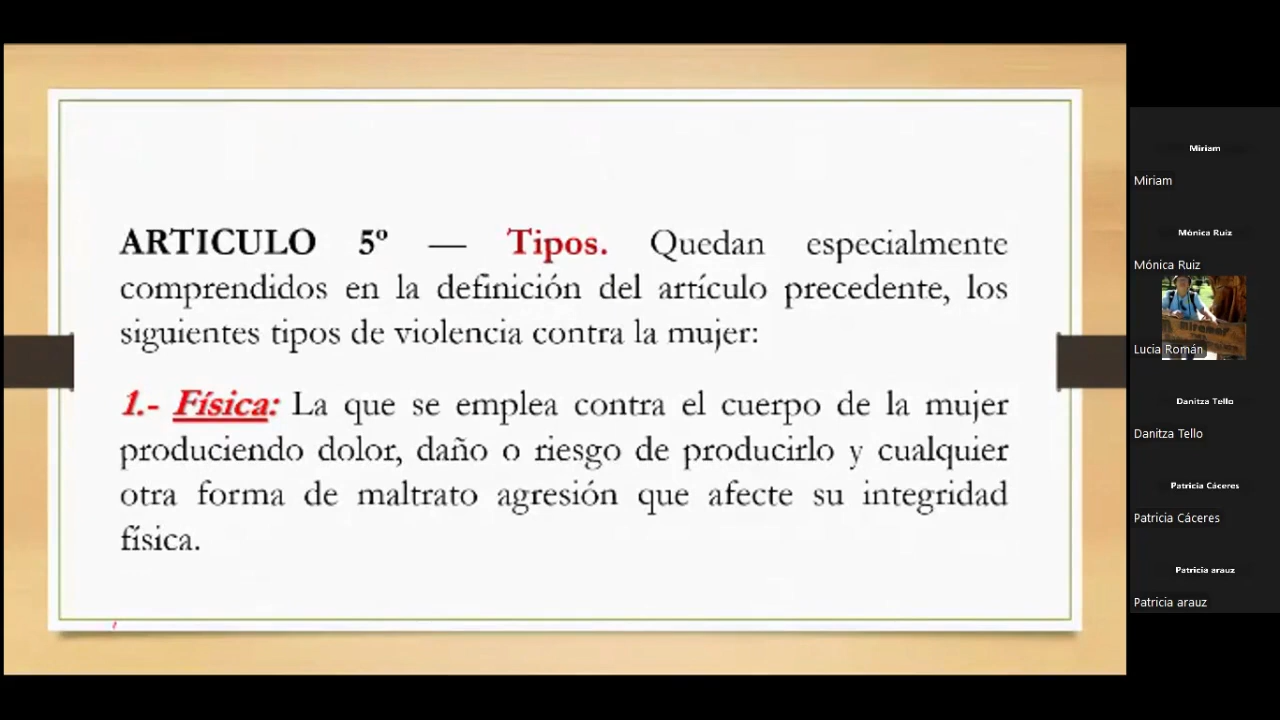 ARTICULO 5º — Tipos. Quedan especialmente
comprendidos en la definición del artículo precedente, los
siguientes tipos de violencia contra la mujer:
1.- Física: La que se emplea contra el cuerpo de la mujer
produciendo dolor, daño o riesgo de producirlo y cualquier
otra forma de maltrato agresión que afecte su integridad
física.
Miriam
Miriam
Mónica Ruiz
Mónica Ruiz
Miramar
Lucia Román
Danitza Tello
Danitza Tello
Patricia Cáceres
Patricia Cáceres
Patricia arauz
Patricia arauz